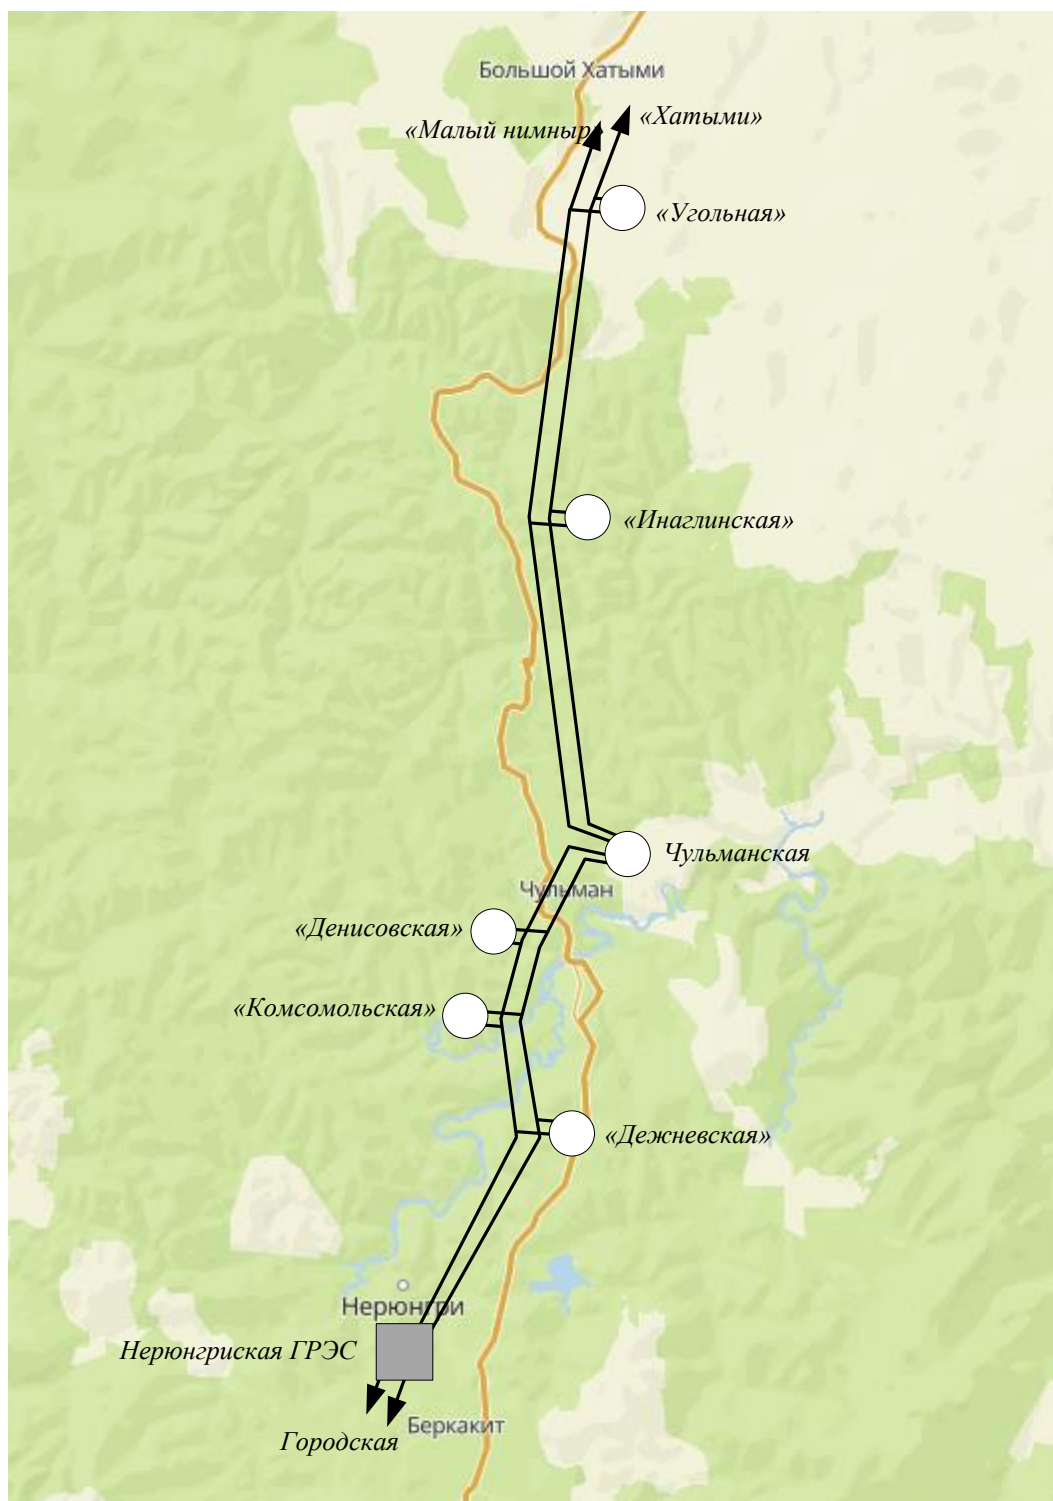 Большой Хатыми
«Хатыми»
«Малый нимныр»
«Угольная»
«Инаглинская»
Чульманская
Чульман
«Денисовская»
«Комсомольская»
«Дежневская»
Нерюнгри
Нерюнгриская ГРЭС
Беркакит
Городская